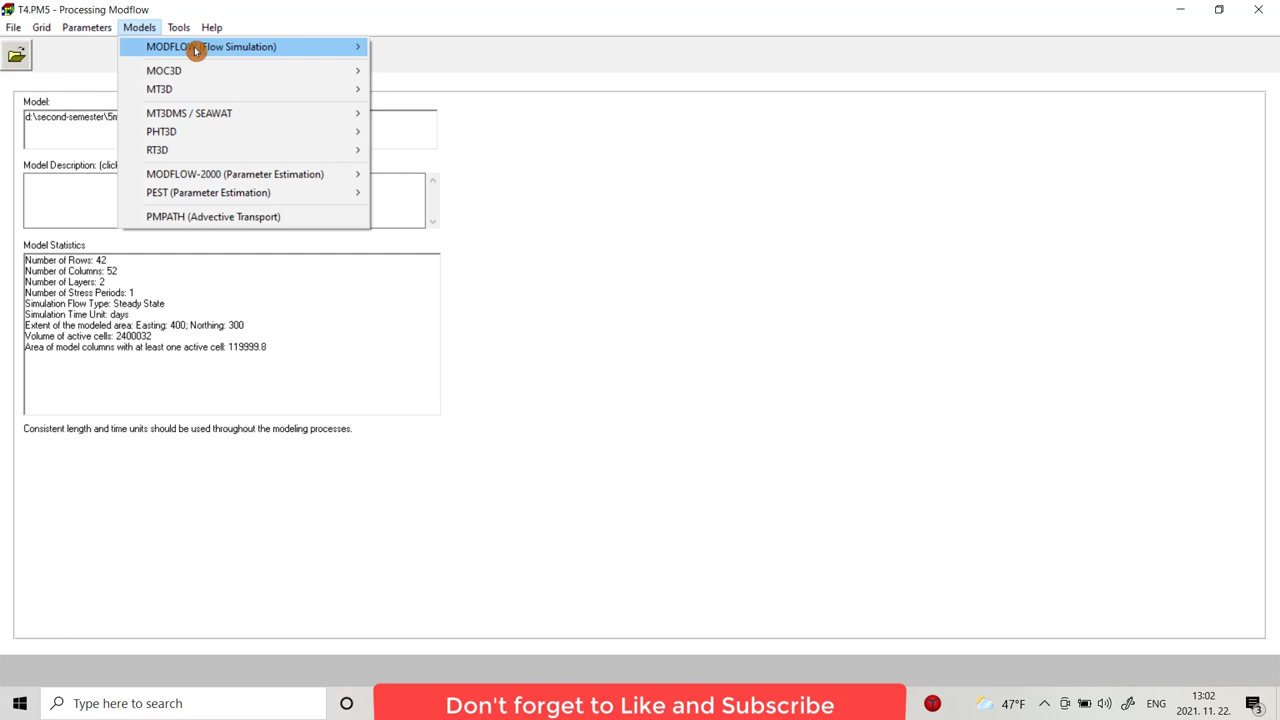 T4.PM5 - Processing Modflow
File Grid Parameters Models Tools Help
MODFLOW (Flow Simulation)
MOC3D
MT3D
MT3DMS / SEAWAT
PHT3D
RT3D
MODFLOW-2000 (Parameter Estimation)
PEST (Parameter Estimation)
PMPATH (Advective Transport)
Model:
d:\second-semester\5m
Model Description: (click
Model Statistics
Number of Rows: 42
Number of Columns: 52
Number of Layers: 2
Number of Stress Periods: 1
Simulation Flow Type: Steady State
Simulation Time Unit: days
Extent of the modeled area: Easting: 400; Northing: 300
Volume of active cells: 2400032
Area of model columns with at least one active cell: 119999.8
Consistent length and time units should be used throughout the modeling processes.
Type here to search
Don't forget to Like and Subscribe
47°F
ENG
13:02
2021. 11. 22.
3